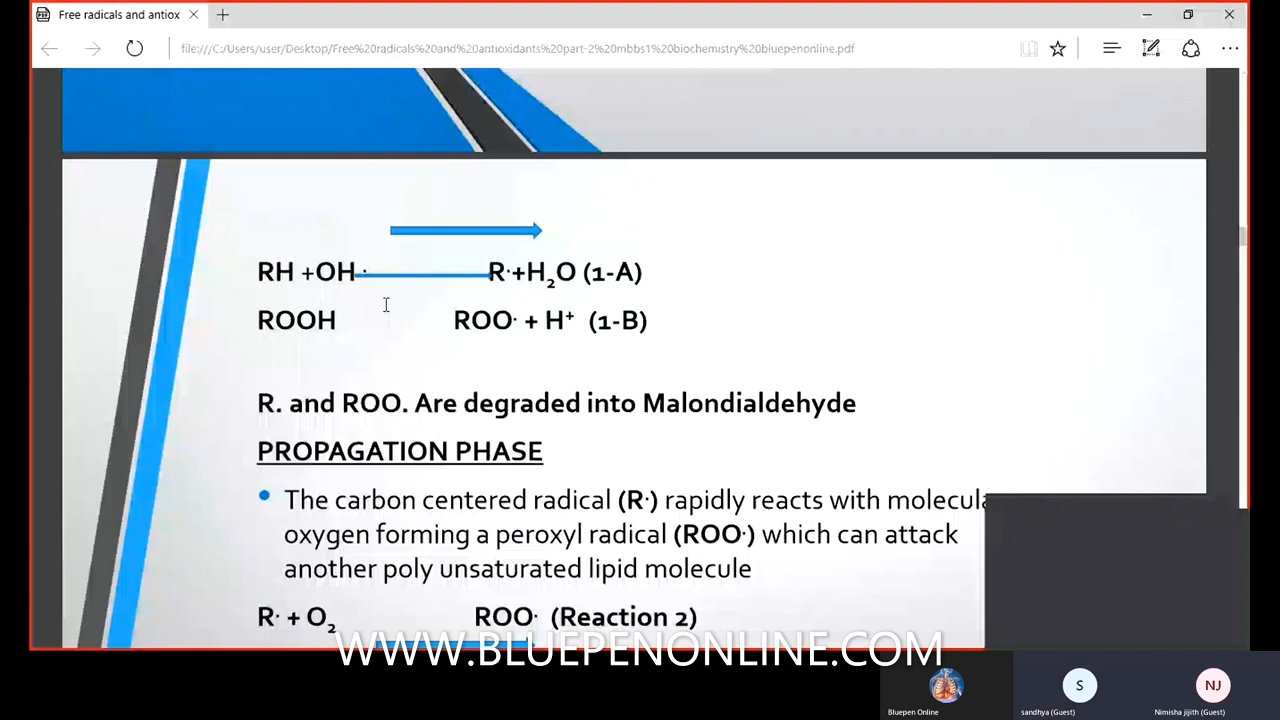 Free radicals and antiox
file:///C:/Users/user/Desktop/Free%20radicals%20and%20antioxidants%20part-2%20mbbs1%20biochemistry%20bluepenonline.pdf
RH +OH· R·+H₂O (1-A)
ROOH ROO· + H⁺ (1-B)
R. and ROO. Are degraded into Malondialdehyde
PROPAGATION PHASE
• The carbon centered radical (R·) rapidly reacts with molecula
oxygen forming a peroxyl radical (ROO·) which can attack
another poly unsaturated lipid molecule
R· + O₂ ROO· (Reaction 2)
WWW.BLUEPENONLINE.COM
S
NJ
Bluepen Online
sandhya (Guest)
Nimisha jijith (Guest)